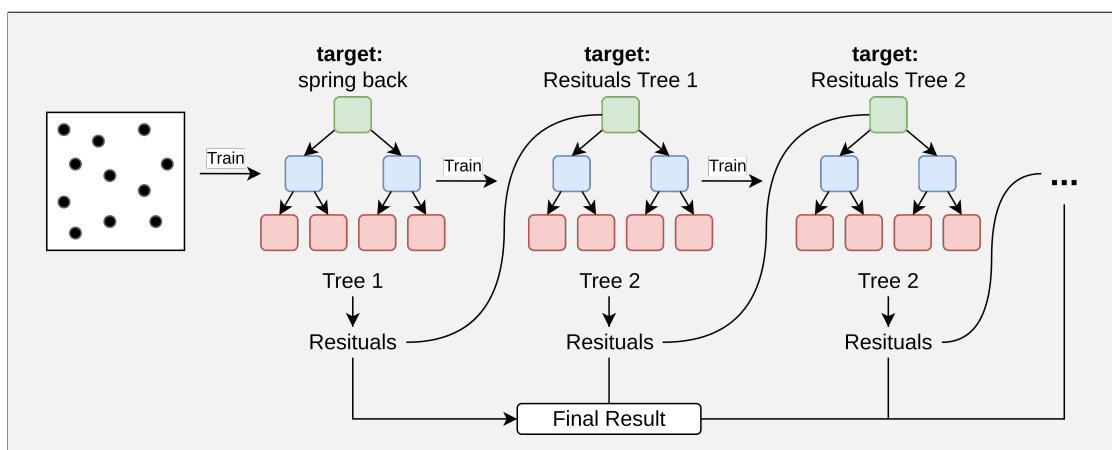 target:
spring back
target:
Resituals Tree 1
target:
Resituals Tree 2
Train
Train
Train
...
Tree 1
Tree 2
Tree 2
Resituals
Resituals
Resituals
Final Result